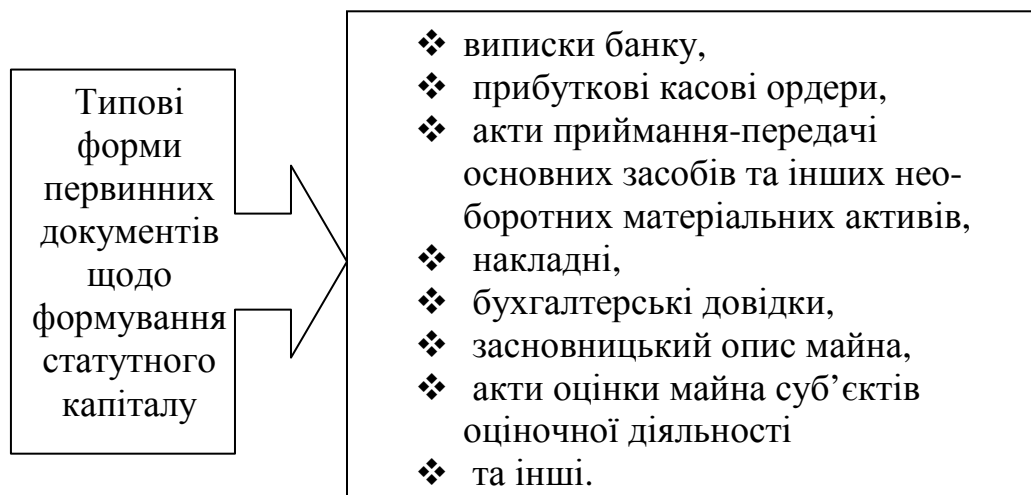 Типові
форми
первинних
документів
щодо
формування
статутного
капіталу
❖ виписки банку,
❖ прибуткові касові ордери,
❖ акти приймання-передачі
основних засобів та інших нео-
боротних матеріальних активів,
❖ накладні,
❖ бухгалтерські довідки,
❖ засновницький опис майна,
❖ акти оцінки майна суб’єктів
оціночної діяльності
❖ та інші.